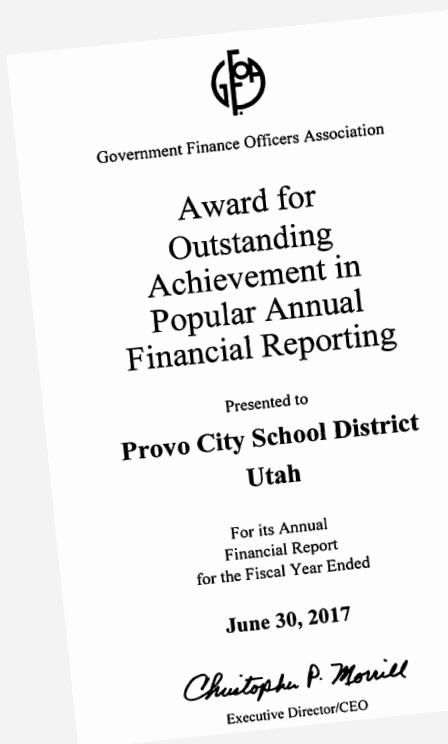 GFOA
Government Finance Officers Association
Award for
Outstanding
Achievement in
Popular Annual
Financial Reporting
Presented to
Provo City School District
Utah
For its Annual
Financial Report
for the Fiscal Year Ended
June 30, 2017
Christopher P. Morrill
Executive Director/CEO